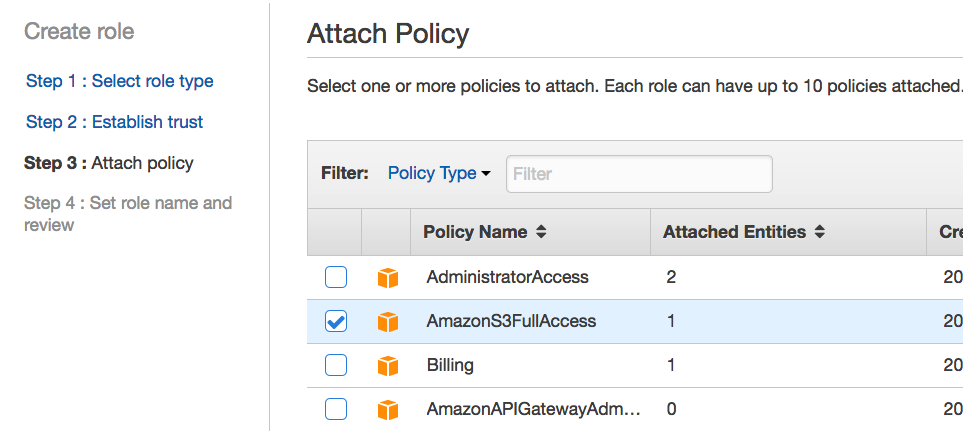 Create role
Step 1 : Select role type
Step 2 : Establish trust
Step 3 : Attach policy
Step 4 : Set role name and
review
Attach Policy
Select one or more policies to attach. Each role can have up to 10 policies attached.
Filter: Policy Type Filter
Policy Name Attached Entities Cre
AdministratorAccess 2 20
AmazonS3FullAccess 1 20
Billing 1 20
AmazonAPIGatewayAdm... 0 20